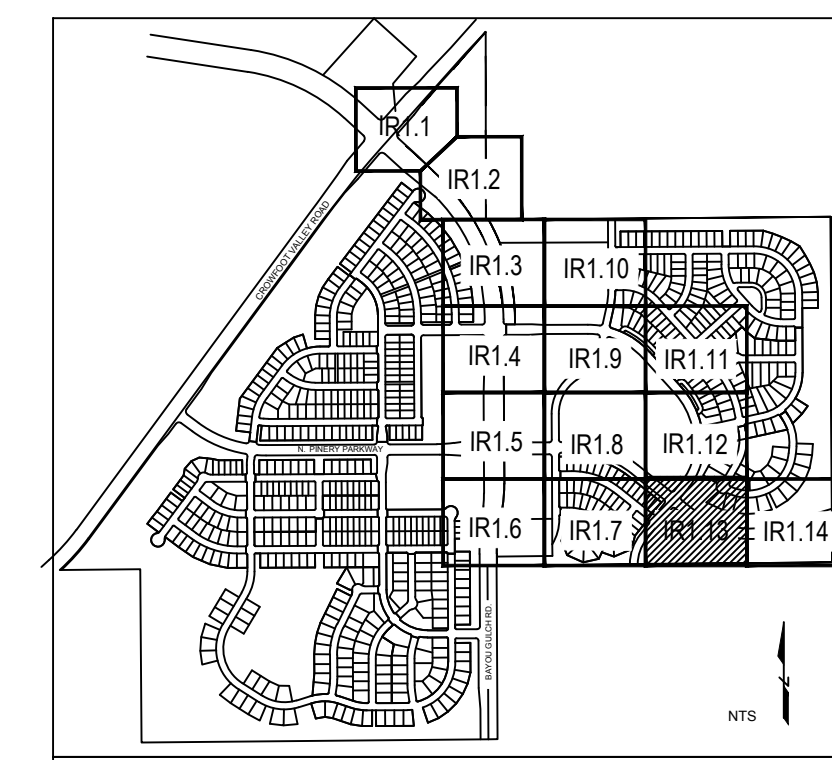 IR1.1
IR1.2
CROWFOOT VALLEY ROAD
IR1.3
IR1.10
IR1.4
IR1.9
IR1.11
N. PINERY PARKWAY
IR1.5
IR1.8
IR1.12
IR1.6
IR1.7
IR1.13
IR1.14
BAYOU GULCH RD.
NTS
N